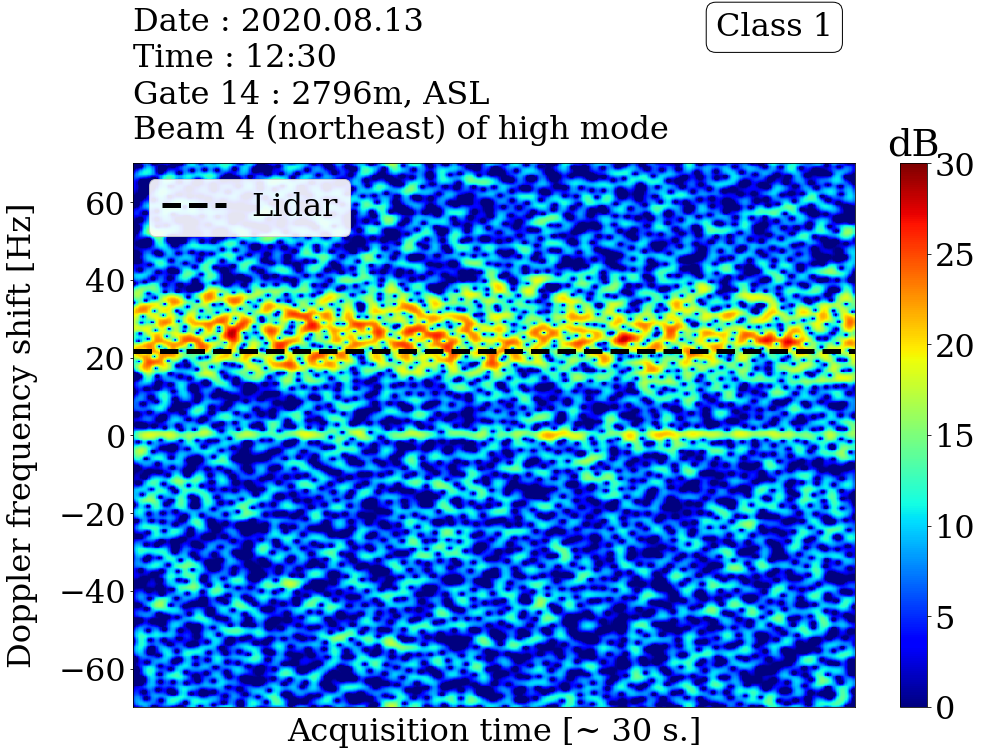 Date : 2020.08.13
Time : 12:30
Gate 14 : 2796m, ASL
Beam 4 (northeast) of high mode
Class 1
dB
Lidar
Doppler frequency shift [Hz]
60
40
20
0
−20
−40
−60
30
25
20
15
10
5
0
Acquisition time [~ 30 s.]